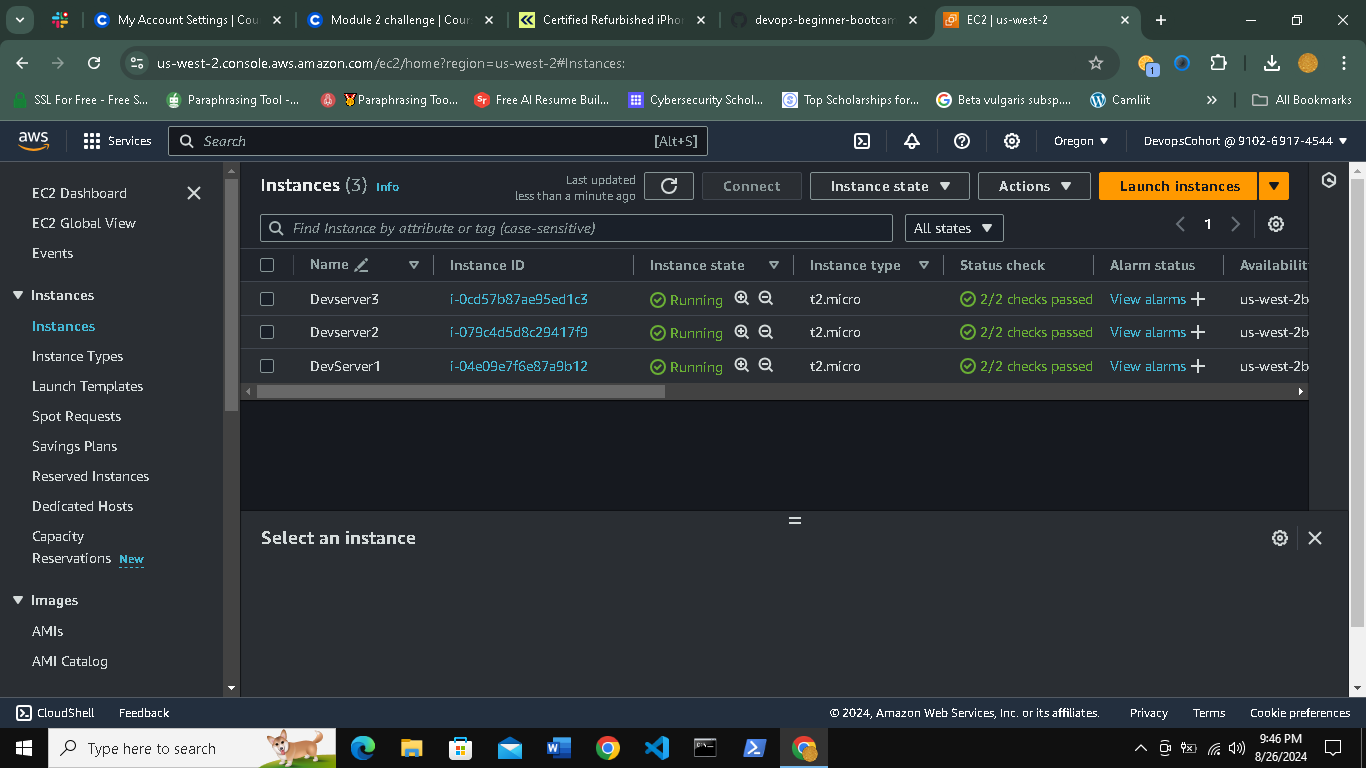 My Account Settings | Cou
Module 2 challenge | Cour
Certified Refurbished iPho
devops-beginner-bootcam
EC2 | us-west-2
us-west-2.console.aws.amazon.com/ec2/home?region=us-west-2#Instances:
1
SSL For Free - Free S...
Paraphrasing Tool -...
🏅Paraphrasing Too...
Free AI Resume Buil...
Cybersecurity Schol...
Top Scholarships for...
Beta vulgaris subsp....
Camliit
All Bookmarks
aws
Services
Search
[Alt+S]
Oregon
DevopsCohort @ 9102-6917-4544
EC2 Dashboard
EC2 Global View
Events
Instances
Instances
Instance Types
Launch Templates
Spot Requests
Savings Plans
Reserved Instances
Dedicated Hosts
Capacity
Reservations New
Images
AMIs
AMI Catalog
Instances (3) Info
Last updated
less than a minute ago
Connect
Instance state
Actions
Launch instances
Find Instance by attribute or tag (case-sensitive)
All states
1
Name Instance ID Instance state Instance type Status check Alarm status Availabilit
Devserver3 i-0cd57b87ae95ed1c3 Running t2.micro 2/2 checks passed View alarms + us-west-2b
Devserver2 i-079c4d5d8c29417f9 Running t2.micro 2/2 checks passed View alarms + us-west-2b
DevServer1 i-04e09e7f6e87a9b12 Running t2.micro 2/2 checks passed View alarms + us-west-2b
Select an instance
CloudShell
Feedback
© 2024, Amazon Web Services, Inc. or its affiliates.
Privacy
Terms
Cookie preferences
Type here to search
9:46 PM
8/26/2024